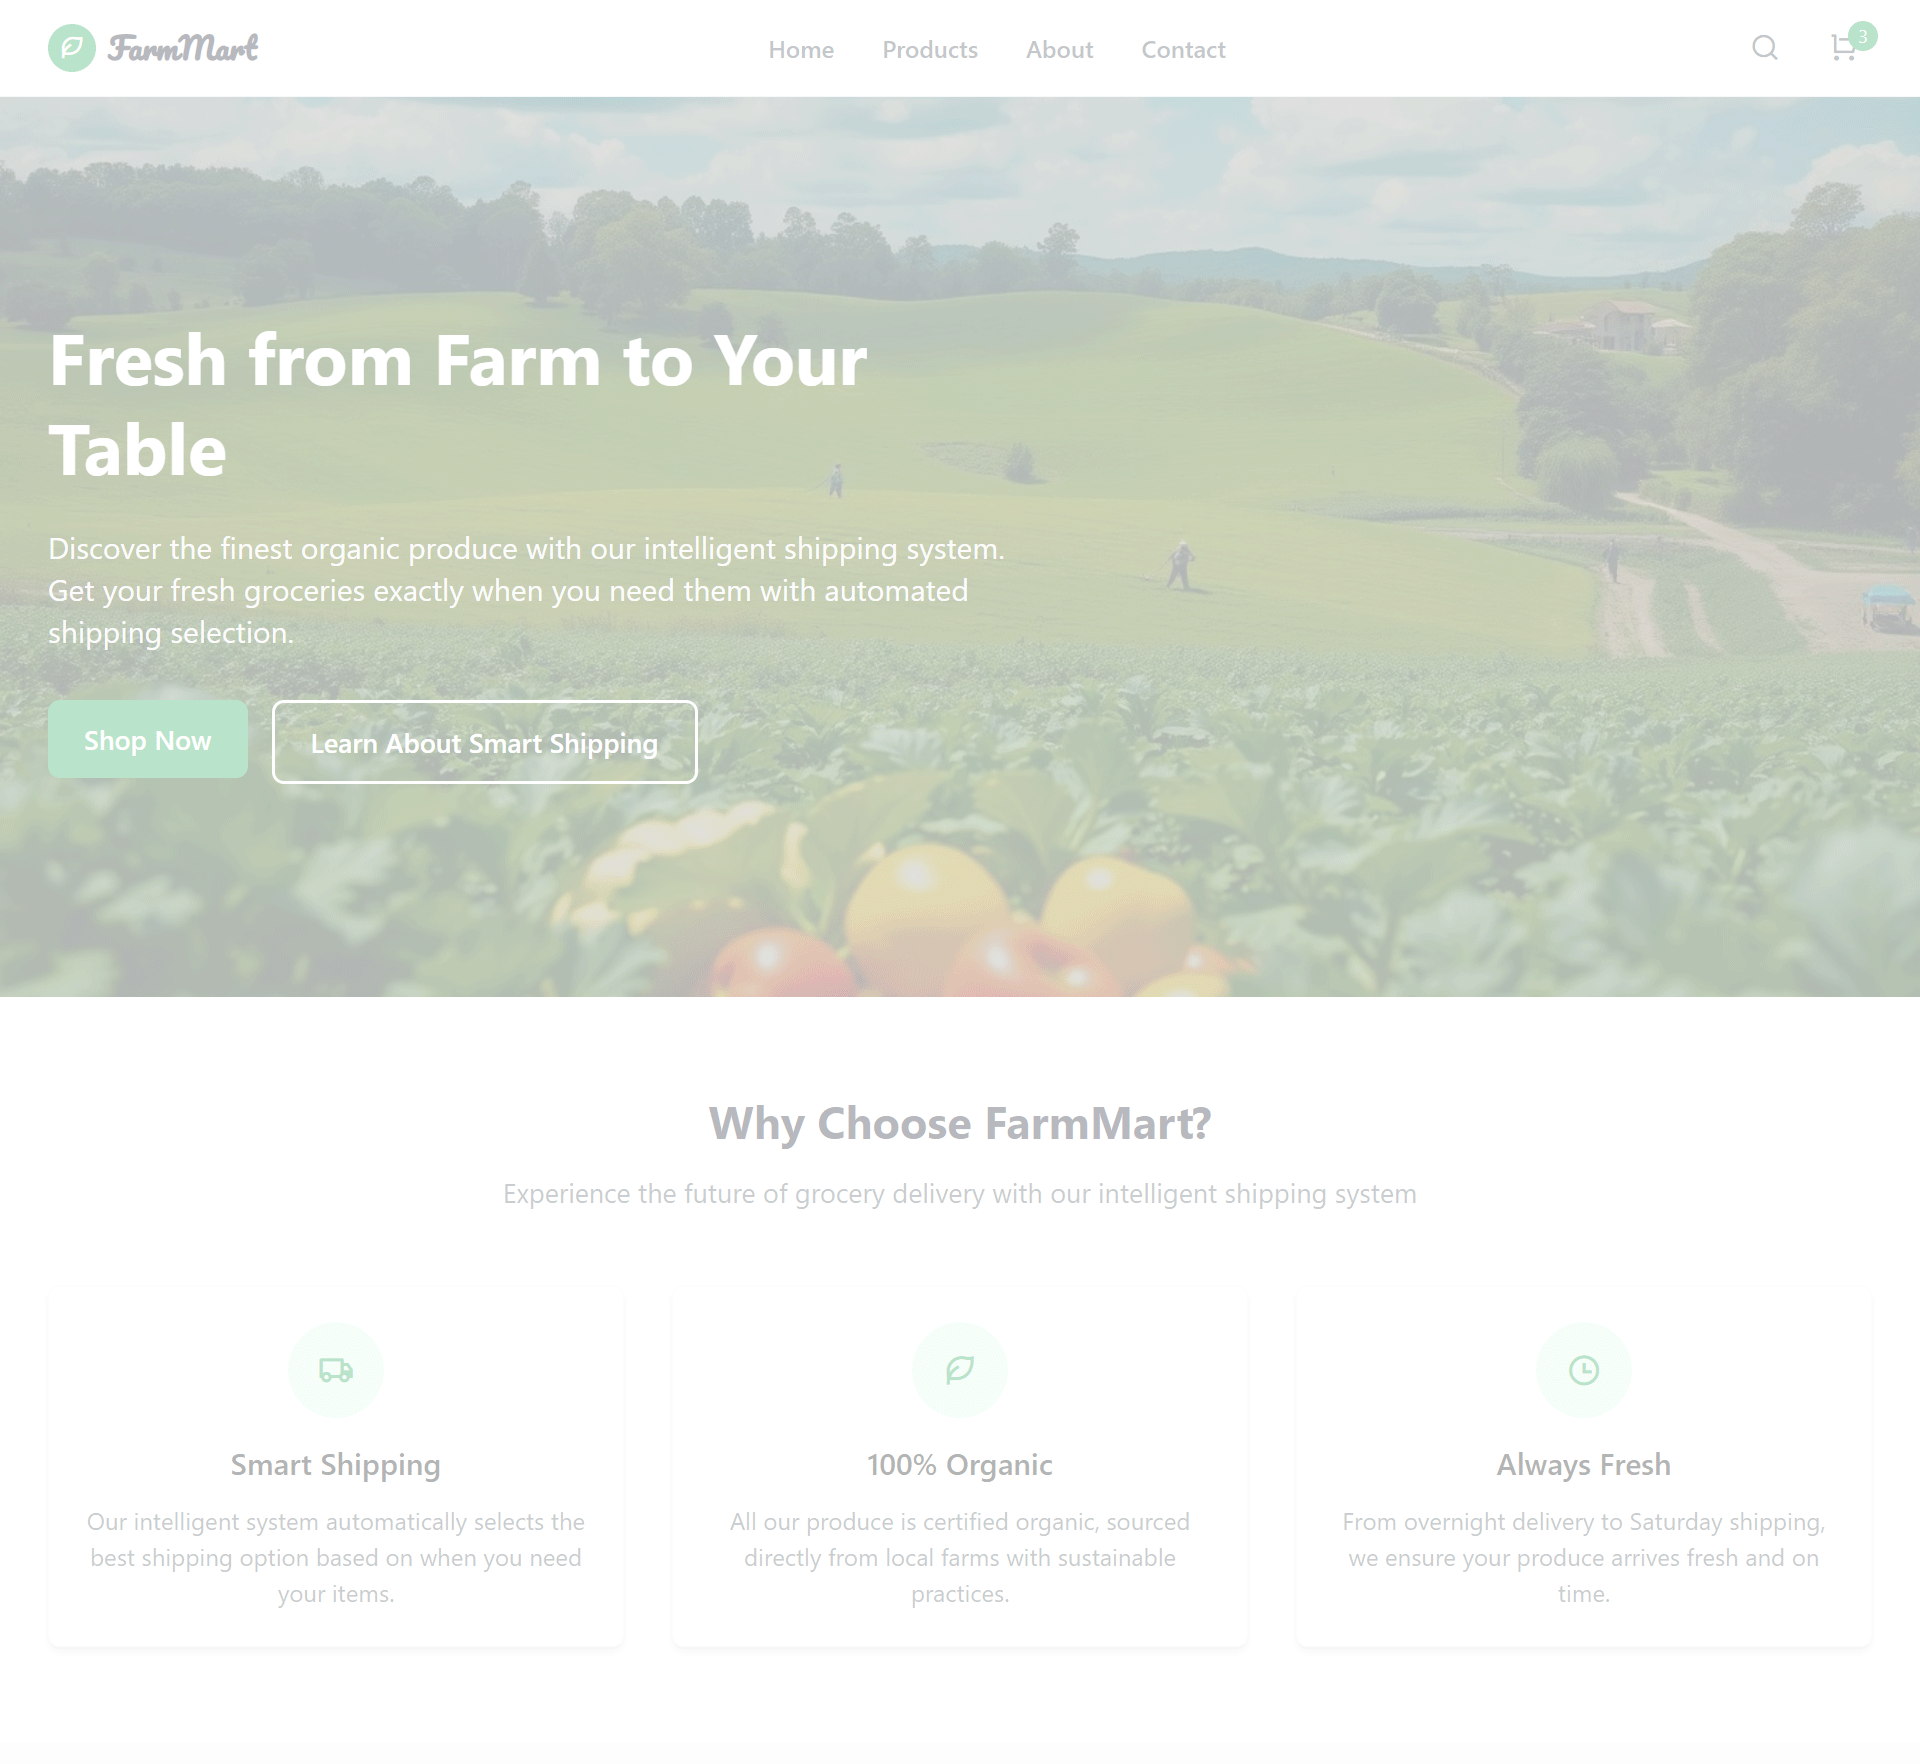 FarmMart
Home
Products
About
Contact
3
Fresh from Farm to Your
Table
Discover the finest organic produce with our intelligent shipping system.
Get your fresh groceries exactly when you need them with automated
shipping selection.
Shop Now
Learn About Smart Shipping
Why Choose FarmMart?
Experience the future of grocery delivery with our intelligent shipping system
Smart Shipping
Our intelligent system automatically selects the
best shipping option based on when you need
your items.
100% Organic
All our produce is certified organic, sourced
directly from local farms with sustainable
practices.
Always Fresh
From overnight delivery to Saturday shipping,
we ensure your produce arrives fresh and on
time.